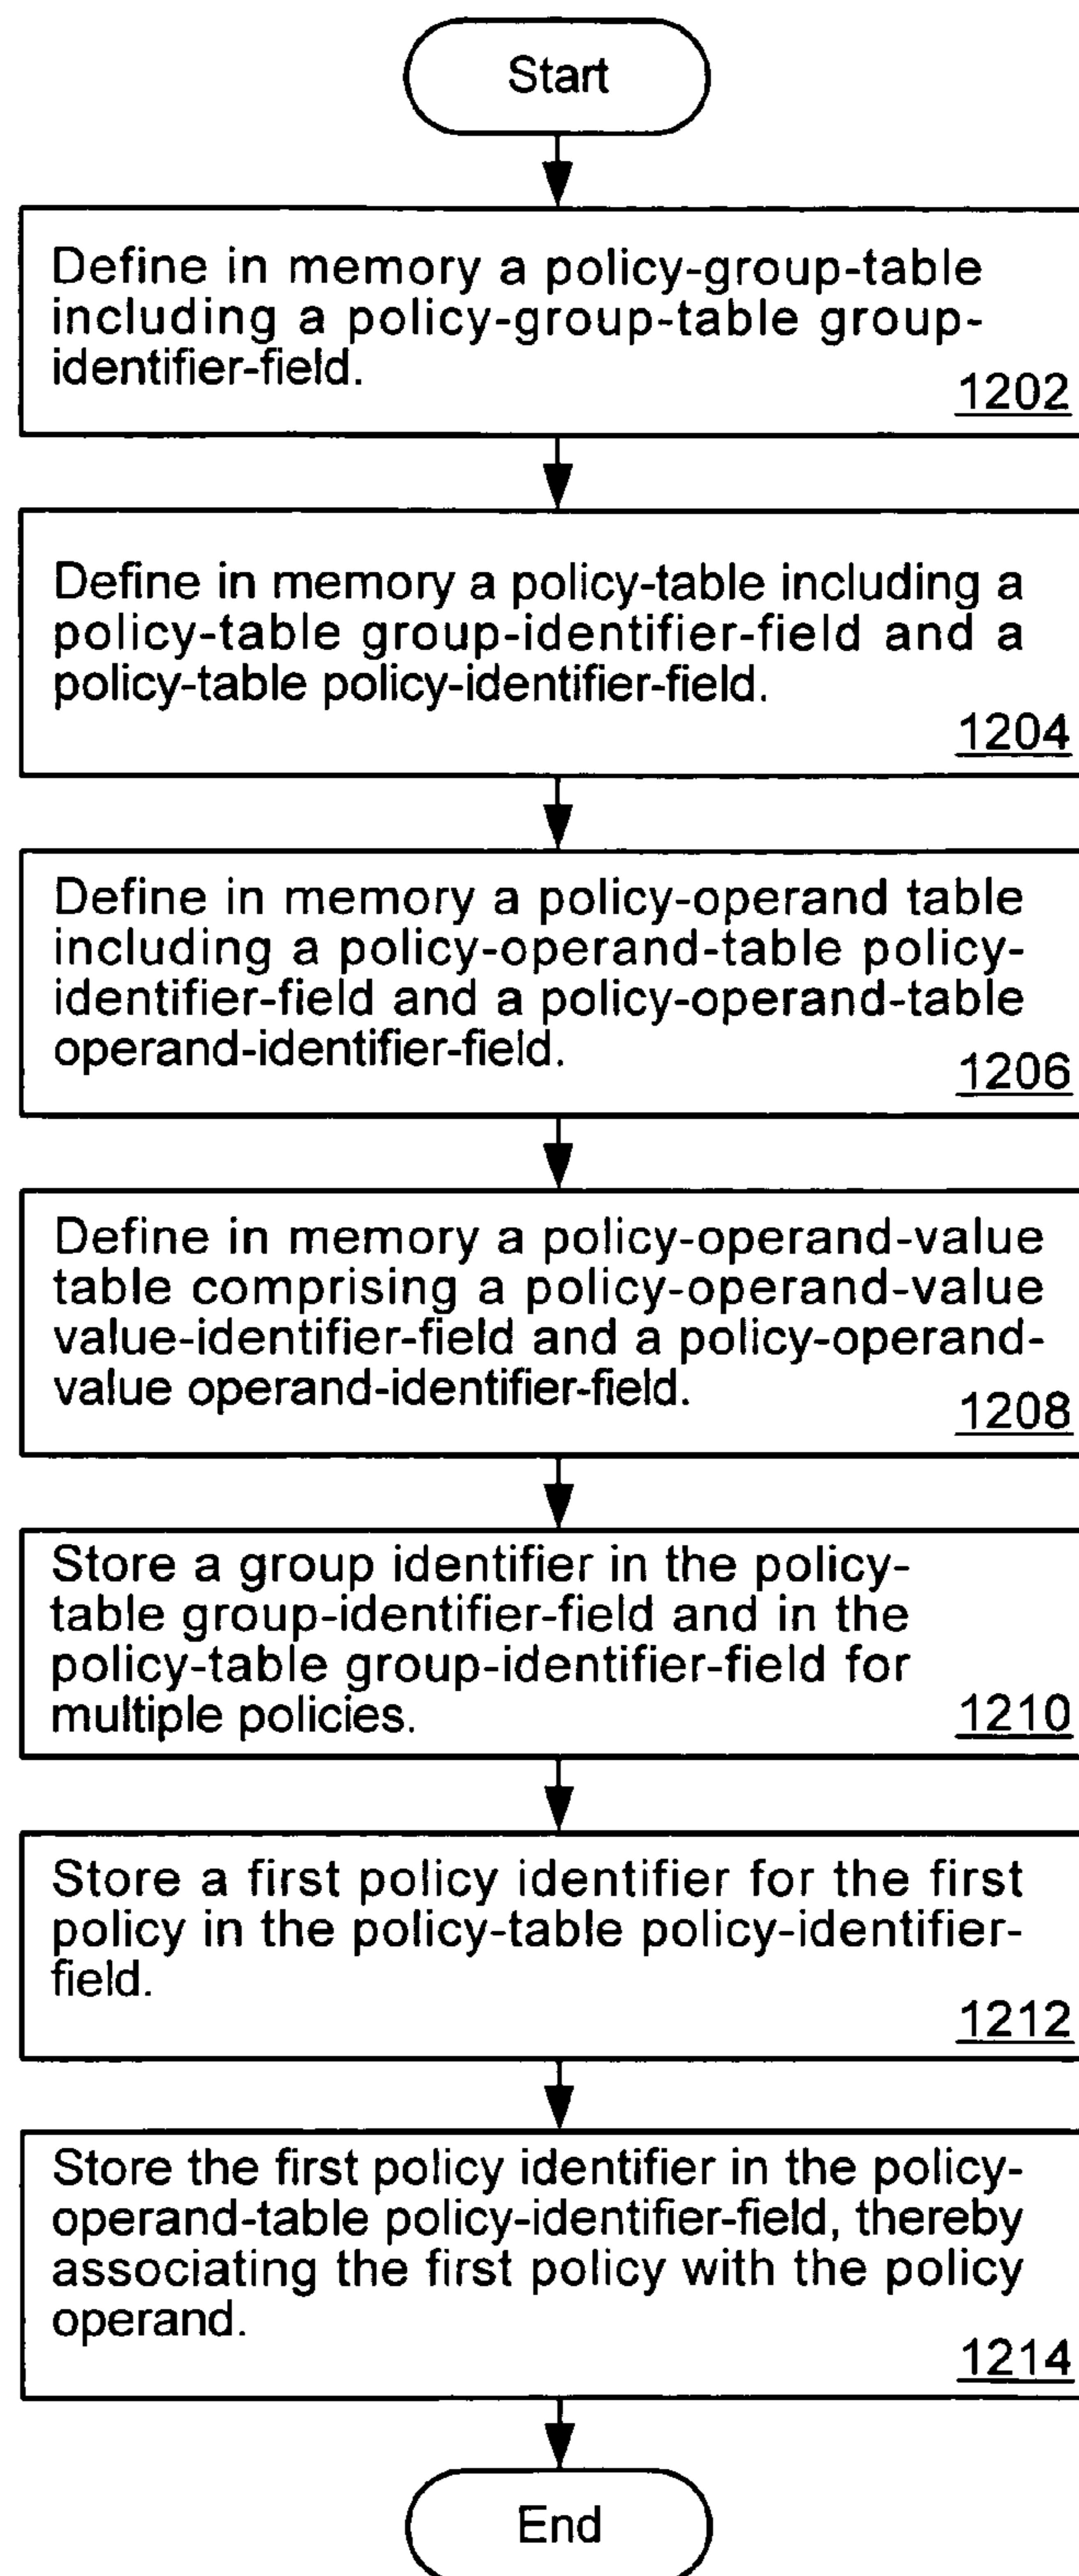 Start
Define in memory a policy-group-table
including a policy-group-table group-
identifier-field.
1202
Define in memory a policy-table including a
policy-table group-identifier-field and a
policy-table policy-identifier-field.
1204
Define in memory a policy-operand table
including a policy-operand-table policy-
identifier-field and a policy-operand-table
operand-identifier-field.
1206
Define in memory a policy-operand-value
table comprising a policy-operand-value
value-identifier-field and a policy-operand-
value operand-identifier-field.
1208
Store a group identifier in the policy-
table group-identifier-field and in the
policy-table group-identifier-field for
multiple policies.
1210
Store a first policy identifier for the first
policy in the policy-table policy-identifier-
field.
1212
Store the first policy identifier in the policy-
operand-table policy-identifier-field, thereby
associating the first policy with the policy
operand.
1214
End